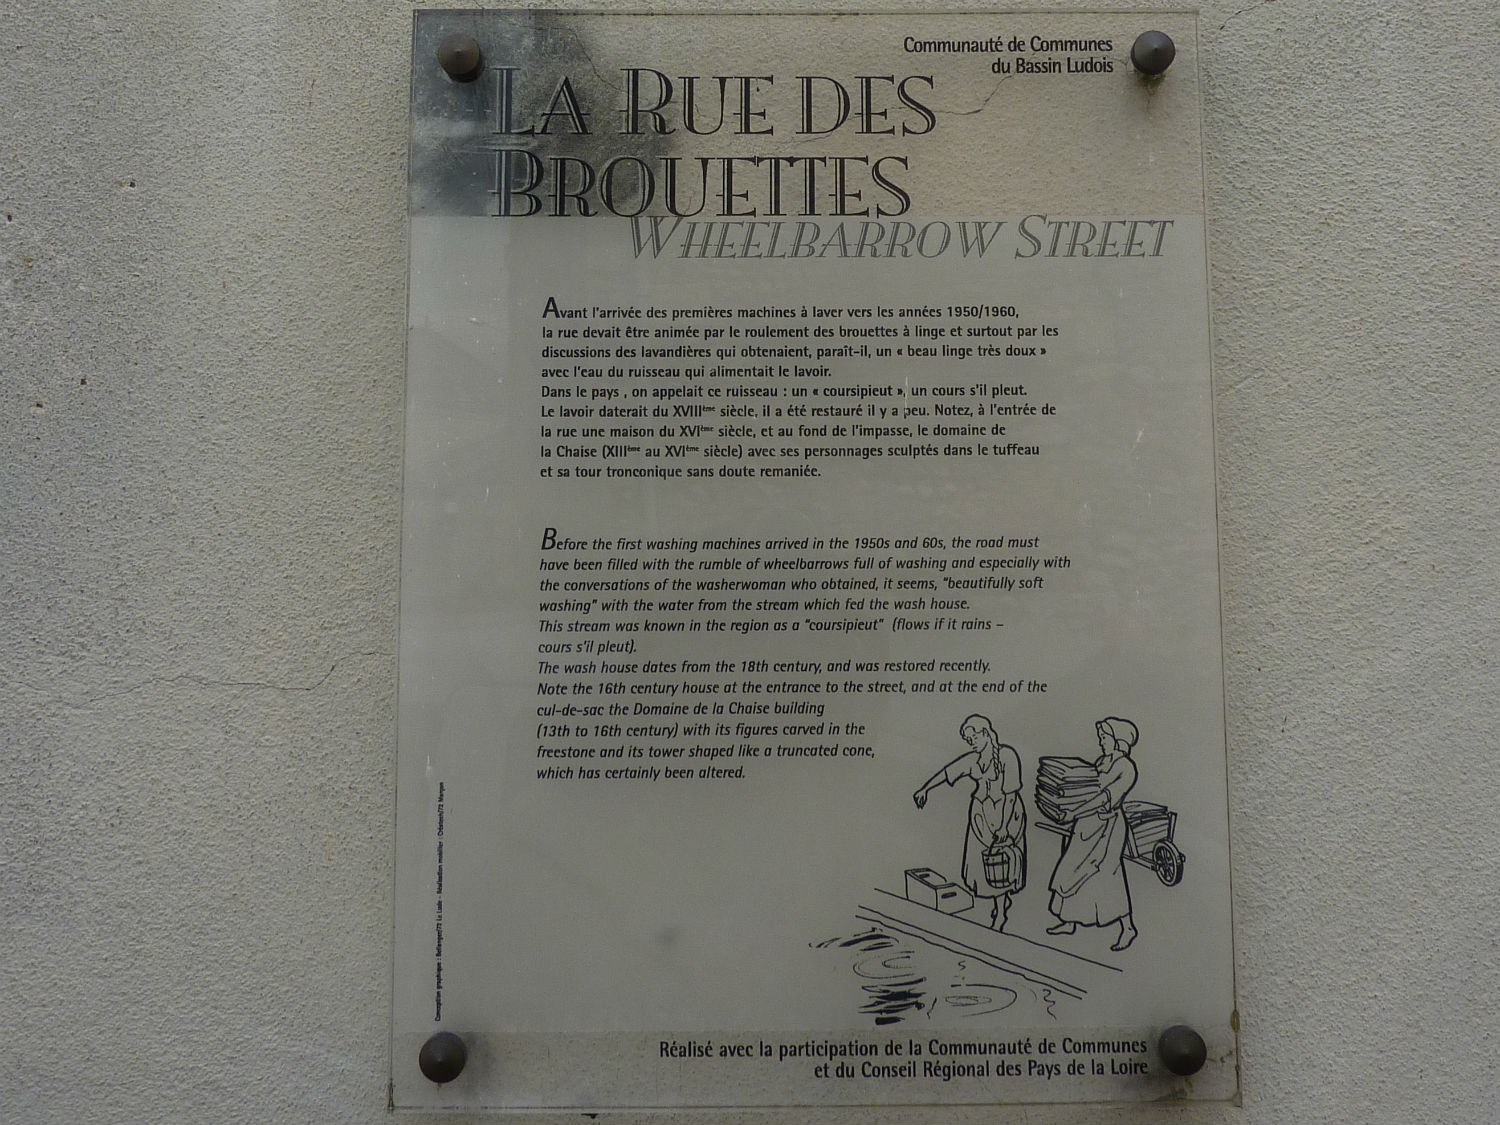 Communauté de Communes
du Bassin Ludois
LA RUE DES
BROUETTES
WHEELBARROW STREET
Avant l'arrivée des premières machines à laver vers les années 1950/1960,
la rue devait être animée par le roulement des brouettes à linge et surtout par les
discussions des lavandières qui obtenaient, paraît-il, un « beau linge très doux »
avec l'eau du ruisseau qui alimentait le lavoir.
Dans le pays , on appelait ce ruisseau : un « coursipieut », un cours s'il pleut.
Le lavoir daterait du XVIIIème siècle, il a été restauré il y a peu. Notez, à l'entrée de
la rue une maison du XVIème siècle, et au fond de l'impasse, le domaine de
la Chaise (XIIIème au XVIème siècle) avec ses personnages sculptés dans le tuffeau
et sa tour tronconique sans doute remaniée.
Before the first washing machines arrived in the 1950s and 60s, the road must
have been filled with the rumble of wheelbarrows full of washing and especially with
the conversations of the washerwoman who obtained, it seems, "beautifully soft
washing" with the water from the stream which fed the wash house.
This stream was known in the region as a "coursipieut" (flows if it rains –
cours s'il pleut).
The wash house dates from the 18th century, and was restored recently.
Note the 16th century house at the entrance to the street, and at the end of the
cul-de-sac the Domaine de la Chaise building
(13th to 16th century) with its figures carved in the
freestone and its tower shaped like a truncated cone,
which has certainly been altered.
Conception graphique : Bellanger/72 Le Lude - Réalisation mobilier :
Réalisé avec la participation de la Communauté de Communes
et du Conseil Régional des Pays de la Loire